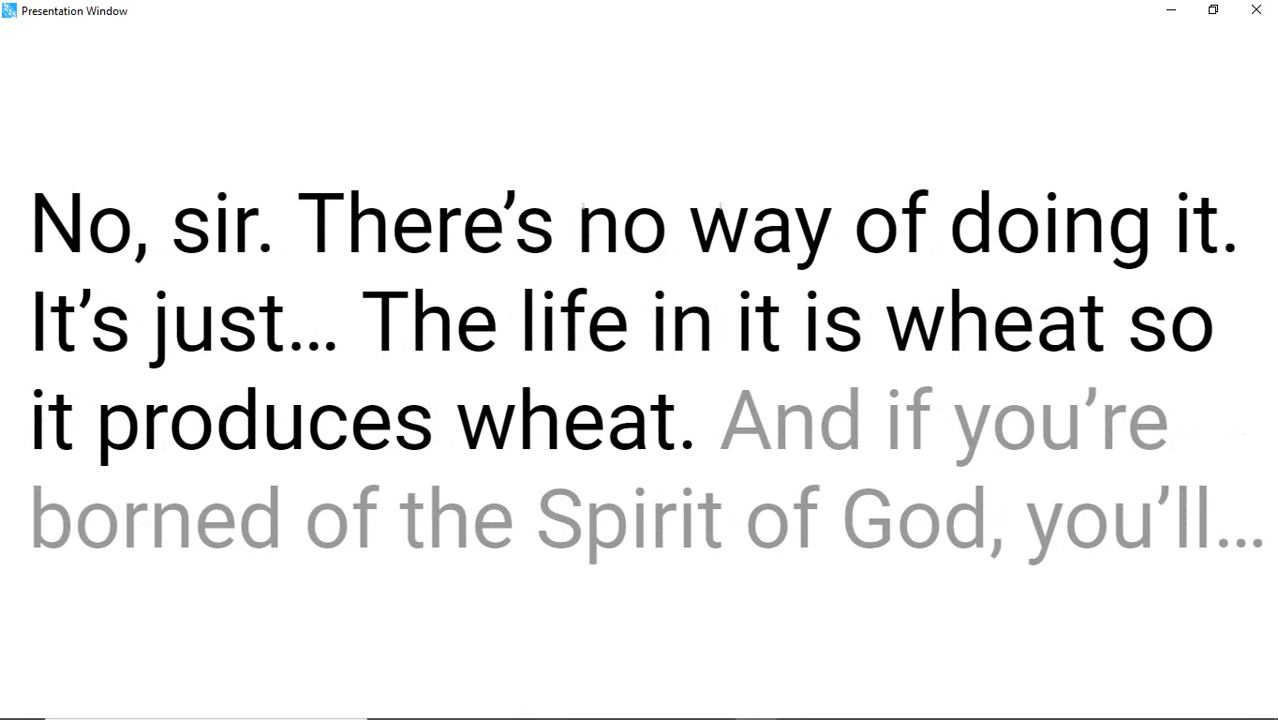 Presentation Window
No, sir. There’s no way of doing it.
It’s just… The life in it is wheat so
it produces wheat. And if you’re
borned of the Spirit of God, you’ll…